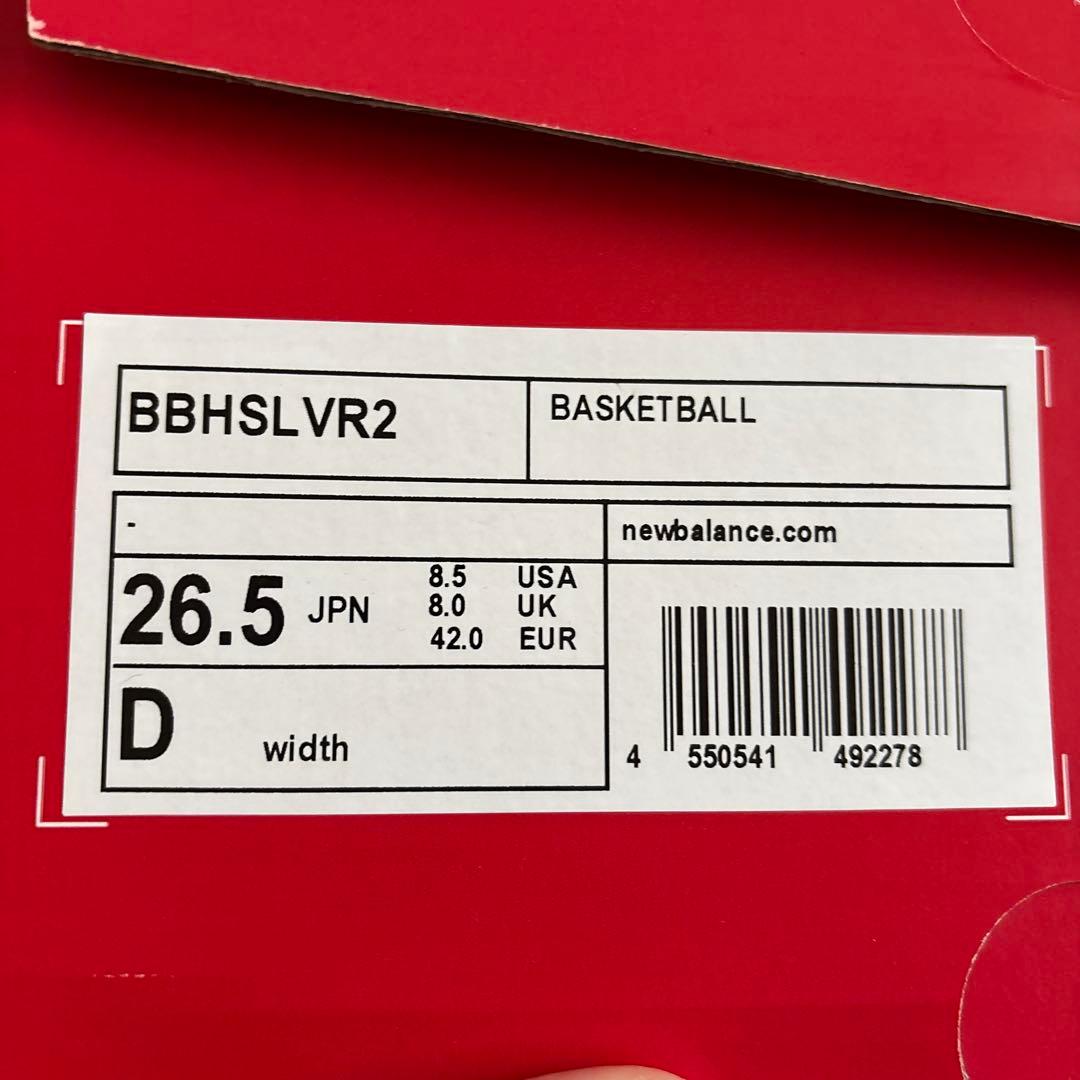 BBHSLVR2
BASKETBALL
-
newbalance.com
26.5 JPN
8.5 USA
8.0 UK
42.0 EUR
D width
4 550541 492278